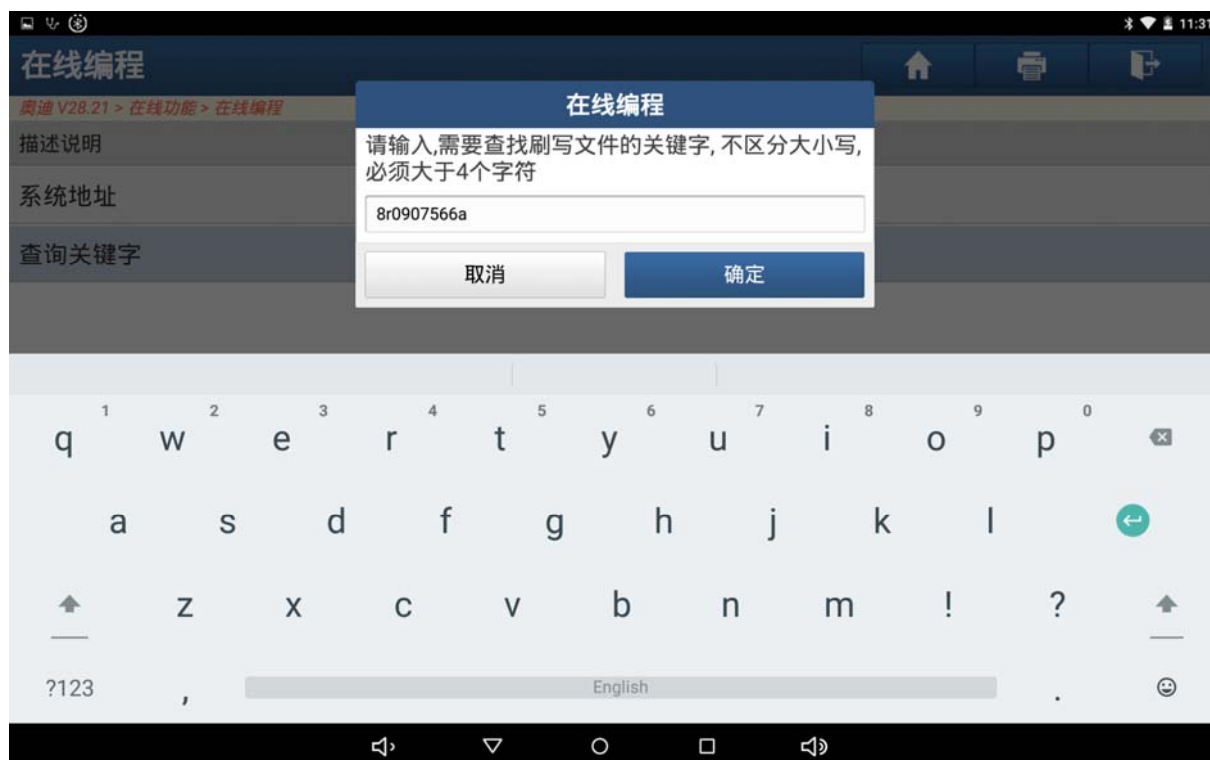 11:31
在线编程
奥迪 V28.21 > 在线功能 > 在线编程
描述说明
系统地址
查询关键字
在线编程
请输入,需要查找刷写文件的关键字, 不区分大小写,
必须大于4个字符
8r0907566a
取消 确定
1 2 3 4 5 6 7 8 9 0
q w e r t y u i o p
a s d f g h j k l
z x c v b n m ! ?
?123 , English .